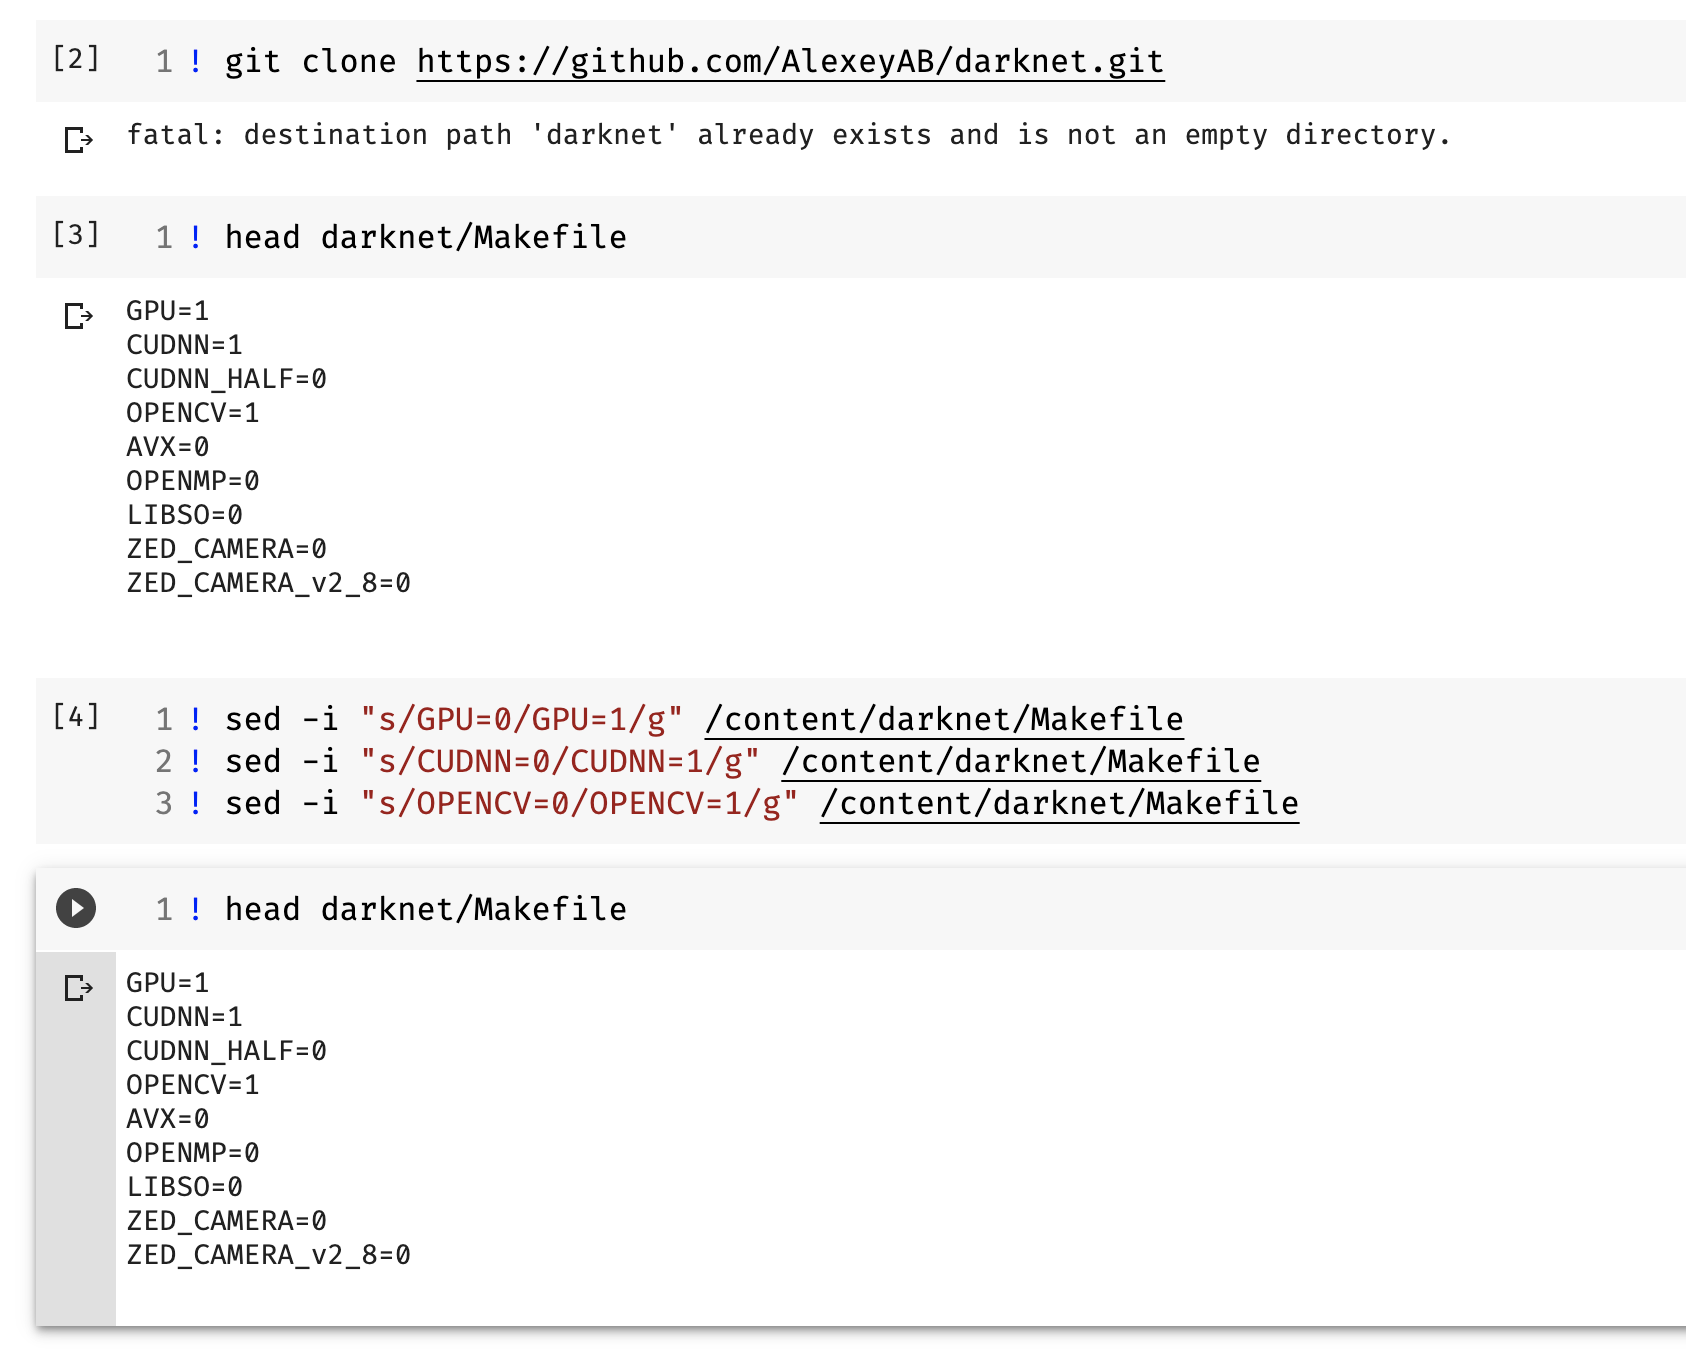 [2] 1 ! git clone https://github.com/AlexeyAB/darknet.git
fatal: destination path 'darknet' already exists and is not an empty directory.
[3] 1 ! head darknet/Makefile
GPU=1
CUDNN=1
CUDNN_HALF=0
OPENCV=1
AVX=0
OPENMP=0
LIBSO=0
ZED_CAMERA=0
ZED_CAMERA_v2_8=0
[4] 1 ! sed -i "s/GPU=0/GPU=1/g" /content/darknet/Makefile
2 ! sed -i "s/CUDNN=0/CUDNN=1/g" /content/darknet/Makefile
3 ! sed -i "s/OPENCV=0/OPENCV=1/g" /content/darknet/Makefile
1 ! head darknet/Makefile
GPU=1
CUDNN=1
CUDNN_HALF=0
OPENCV=1
AVX=0
OPENMP=0
LIBSO=0
ZED_CAMERA=0
ZED_CAMERA_v2_8=0